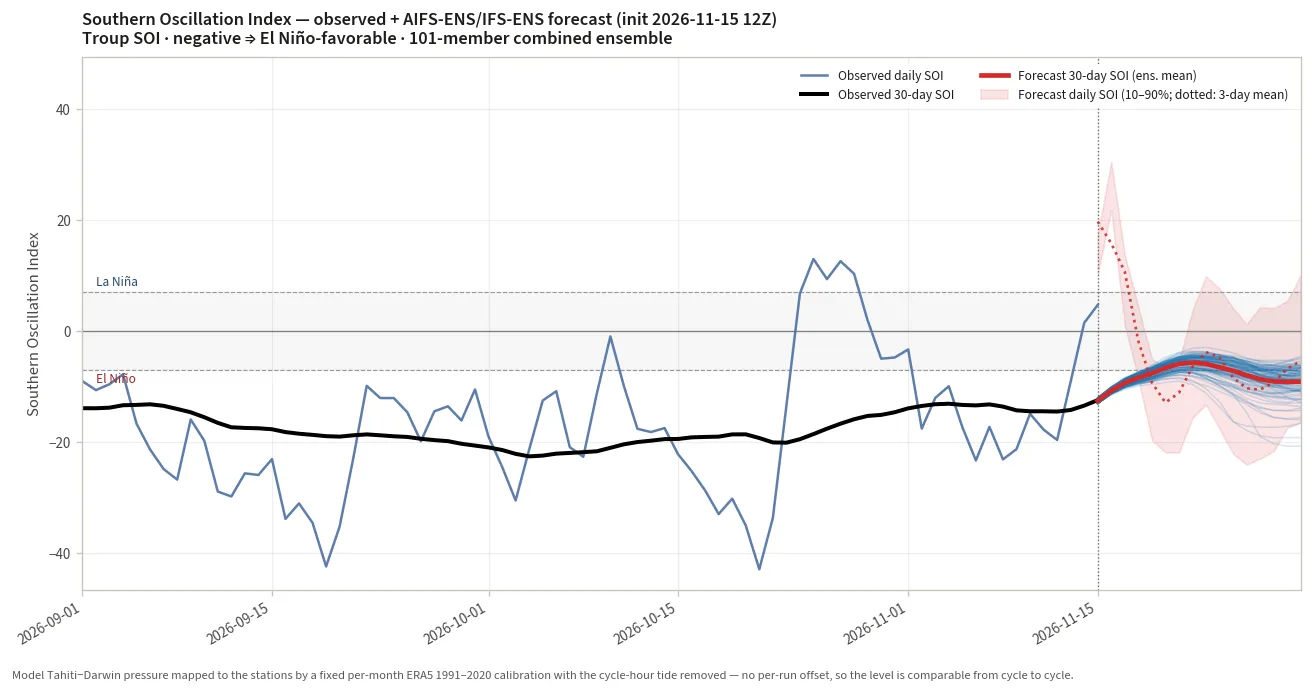 Southern Oscillation Index — observed + AIFS-ENS/IFS-ENS forecast (init 2026-11-15 12Z)
Troup SOI · negative ⇒ El Niño-favorable · 101-member combined ensemble
Observed daily SOI
Observed 30-day SOI
Forecast 30-day SOI (ens. mean)
Forecast daily SOI (10–90%; dotted: 3-day mean)
Southern Oscillation Index
40
20
0
−20
−40
La Niña
El Niño
2026-09-01
2026-09-15
2026-10-01
2026-10-15
2026-11-01
2026-11-15
Model Tahiti−Darwin pressure mapped to the stations by a fixed per-month ERA5 1991–2020 calibration with the cycle-hour tide removed — no per-run offset, so the level is comparable from cycle to cycle.